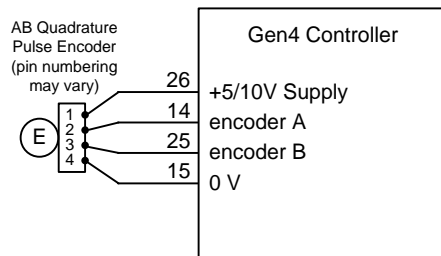 AB Quadrature
Pulse Encoder
(pin numbering
may vary)
Gen4 Controller
E
1
2
3
4
26 +5/10V Supply
14 encoder A
25 encoder B
15 0 V